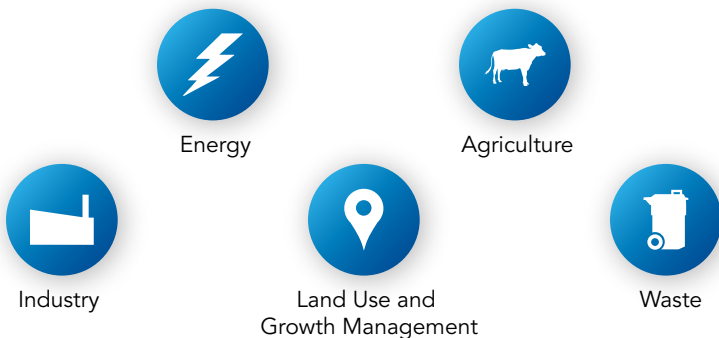 Energy
Agriculture
Industry
Land Use and
Growth Management
Waste